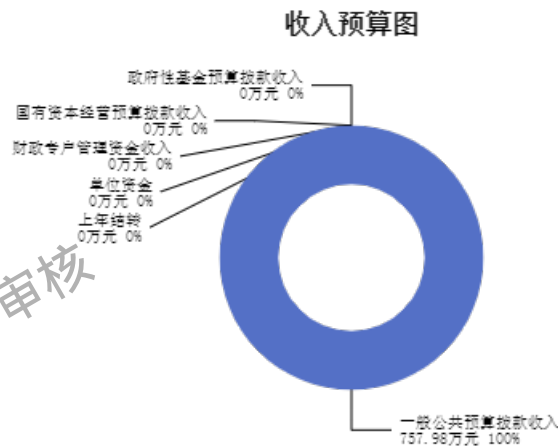 收入预算图
政府性基金预算拨款收入
0万元 0%
国有资本经营预算拨款收入
0万元 0%
财政专户管理资金收入
0万元 0%
单位资金
0万元 0%
上年结转
0万元 0%
审核
一般公共预算拨款收入
757.98万元 100%